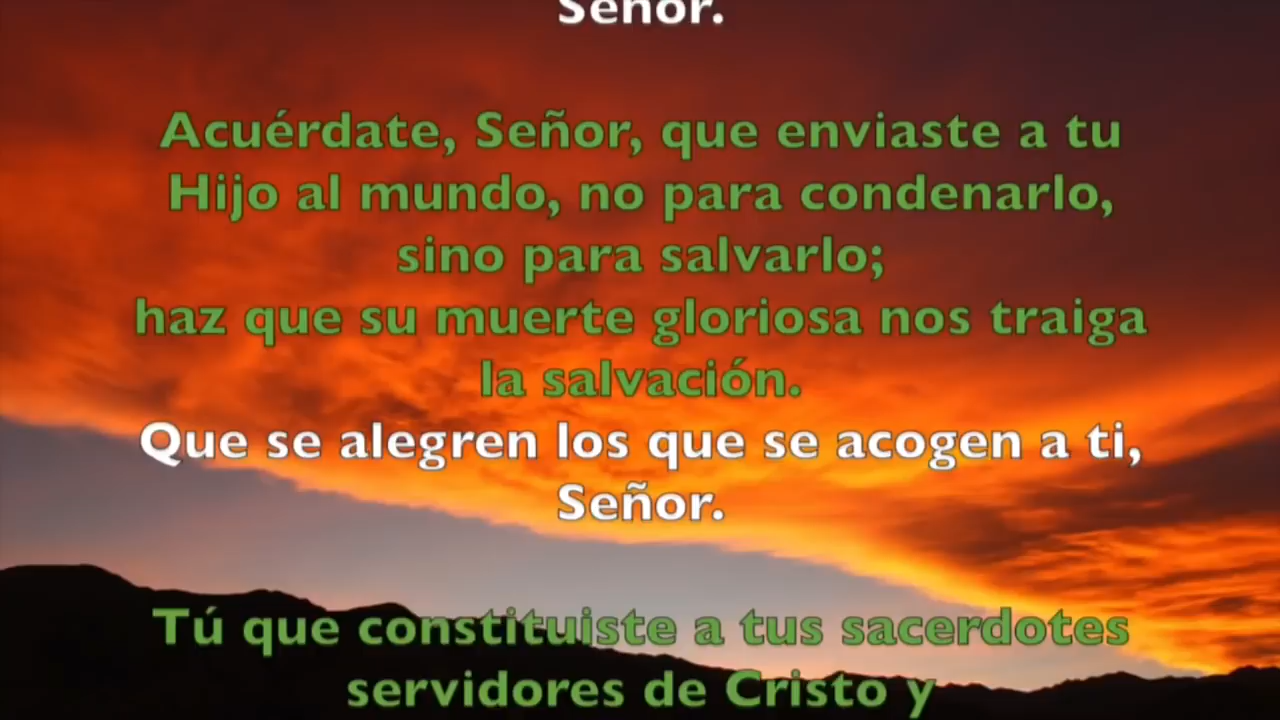 Señor.
Acuérdate, Señor, que enviaste a tu
Hijo al mundo, no para condenarlo,
sino para salvarlo;
haz que su muerte gloriosa nos traiga
la salvación.
Que se alegren los que se acogen a ti,
Señor.
Tú que constituiste a tus sacerdotes
servidores de Cristo y